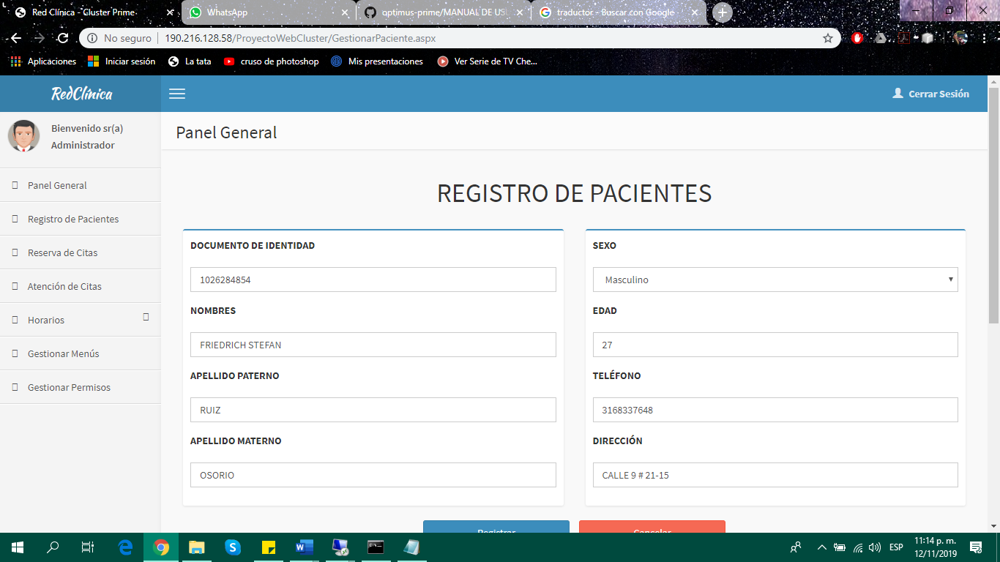 Red Clínica - Cluster Prime
WhatsApp
optimus-prime/MANUAL DE US
traductor - Buscar con Google
No seguro
190.216.128.58/ProyectoWebCluster/GestionarPaciente.aspx
Aplicaciones
Iniciar sesión
La tata
cruso de photoshop
Mis presentaciones
Ver Serie de TV Che...
RedClínica
Cerrar Sesión
Bienvenido sr(a)
Administrador
Panel General
Registro de Pacientes
Reserva de Citas
Atención de Citas
Horarios
Gestionar Menús
Gestionar Permisos
Panel General
REGISTRO DE PACIENTES
DOCUMENTO DE IDENTIDAD
1026284854
NOMBRES
FRIEDRICH STEFAN
APELLIDO PATERNO
RUIZ
APELLIDO MATERNO
OSORIO
SEXO
Masculino
EDAD
27
TELÉFONO
3168337648
DIRECCIÓN
CALLE 9 # 21-15
Registrar
Cancelar
ESP
11:14 p. m.
12/11/2019